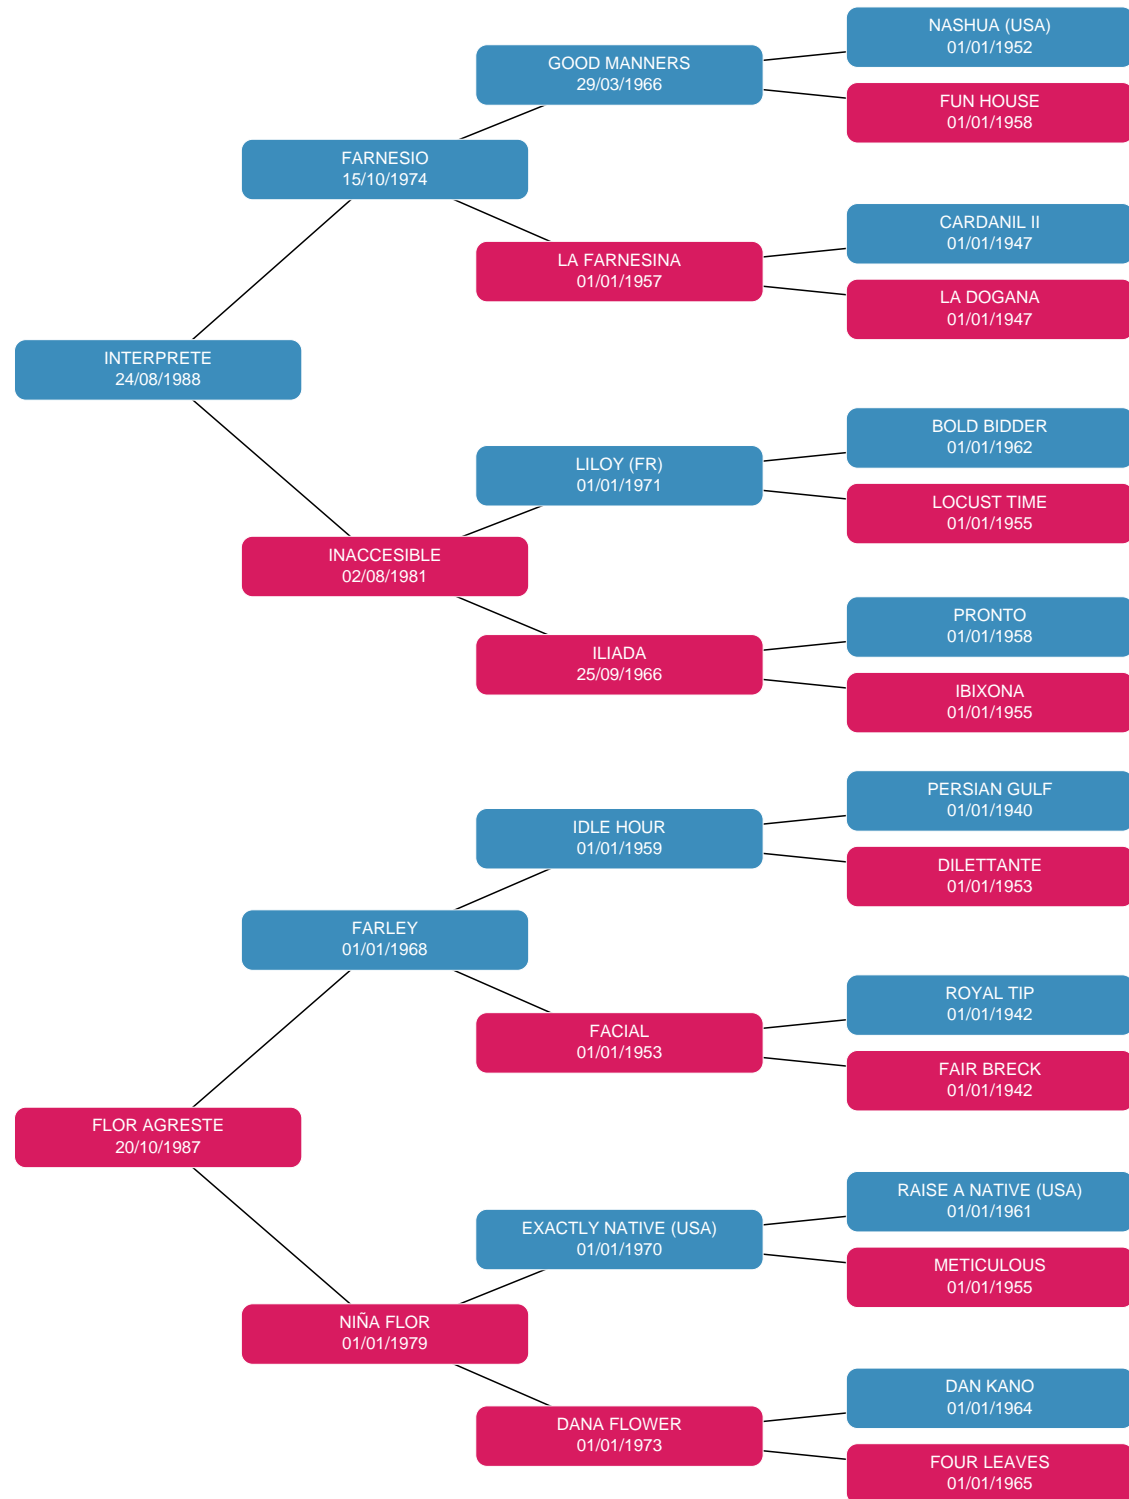 NASHUA (USA)
01/01/1952
GOOD MANNERS
29/03/1966
FUN HOUSE
01/01/1958
FARNESIO
15/10/1974
CARDANIL II
01/01/1947
LA FARNESINA
01/01/1957
LA DOGANA
01/01/1947
INTERPRETE
24/08/1988
BOLD BIDDER
01/01/1962
LILOY (FR)
01/01/1971
LOCUST TIME
01/01/1955
INACCESIBLE
02/08/1981
PRONTO
01/01/1958
ILIADA
25/09/1966
IBIXONA
01/01/1955
PERSIAN GULF
01/01/1940
IDLE HOUR
01/01/1959
DILETTANTE
01/01/1953
FARLEY
01/01/1968
ROYAL TIP
01/01/1942
FACIAL
01/01/1953
FAIR BRECK
01/01/1942
FLOR AGRESTE
20/10/1987
RAISE A NATIVE (USA)
01/01/1961
EXACTLY NATIVE (USA)
01/01/1970
METICULOUS
01/01/1955
NIÑA FLOR
01/01/1979
DAN KANO
01/01/1964
DANA FLOWER
01/01/1973
FOUR LEAVES
01/01/1965